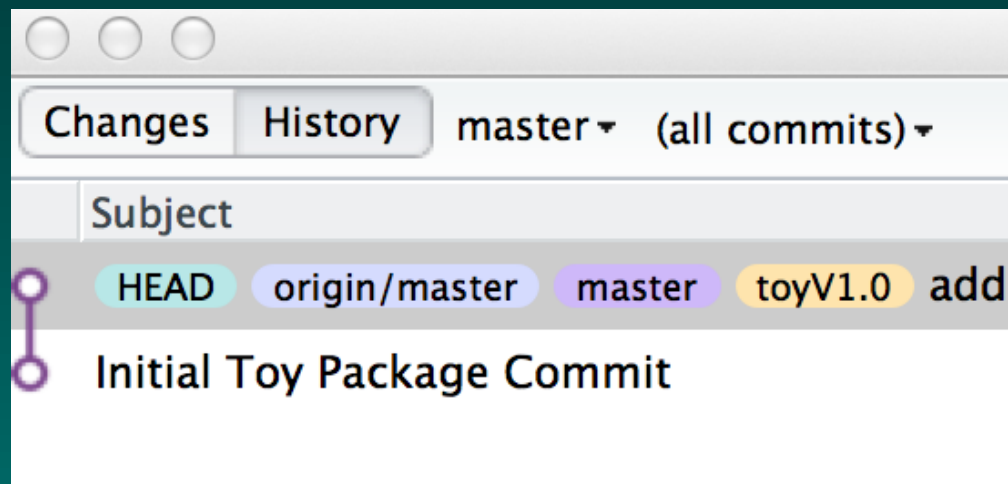 Changes History master (all commits)
Subject
HEAD origin/master master toyV1.0 add
Initial Toy Package Commit